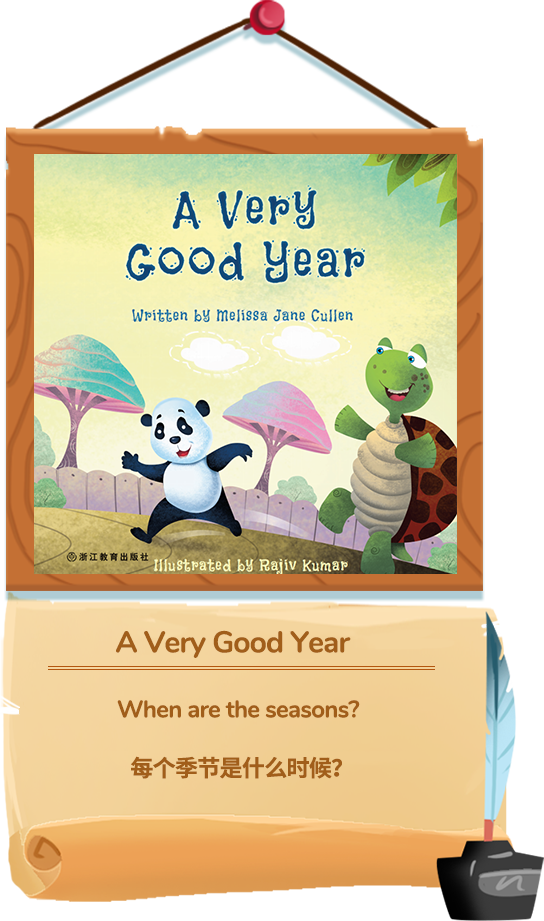 A Very
Good Year
Written by Melissa Jane Cullen
浙江教育出版社
Illustrated by Rajiv Kumar
A Very Good Year
When are the seasons?
每个季节是什么时候?